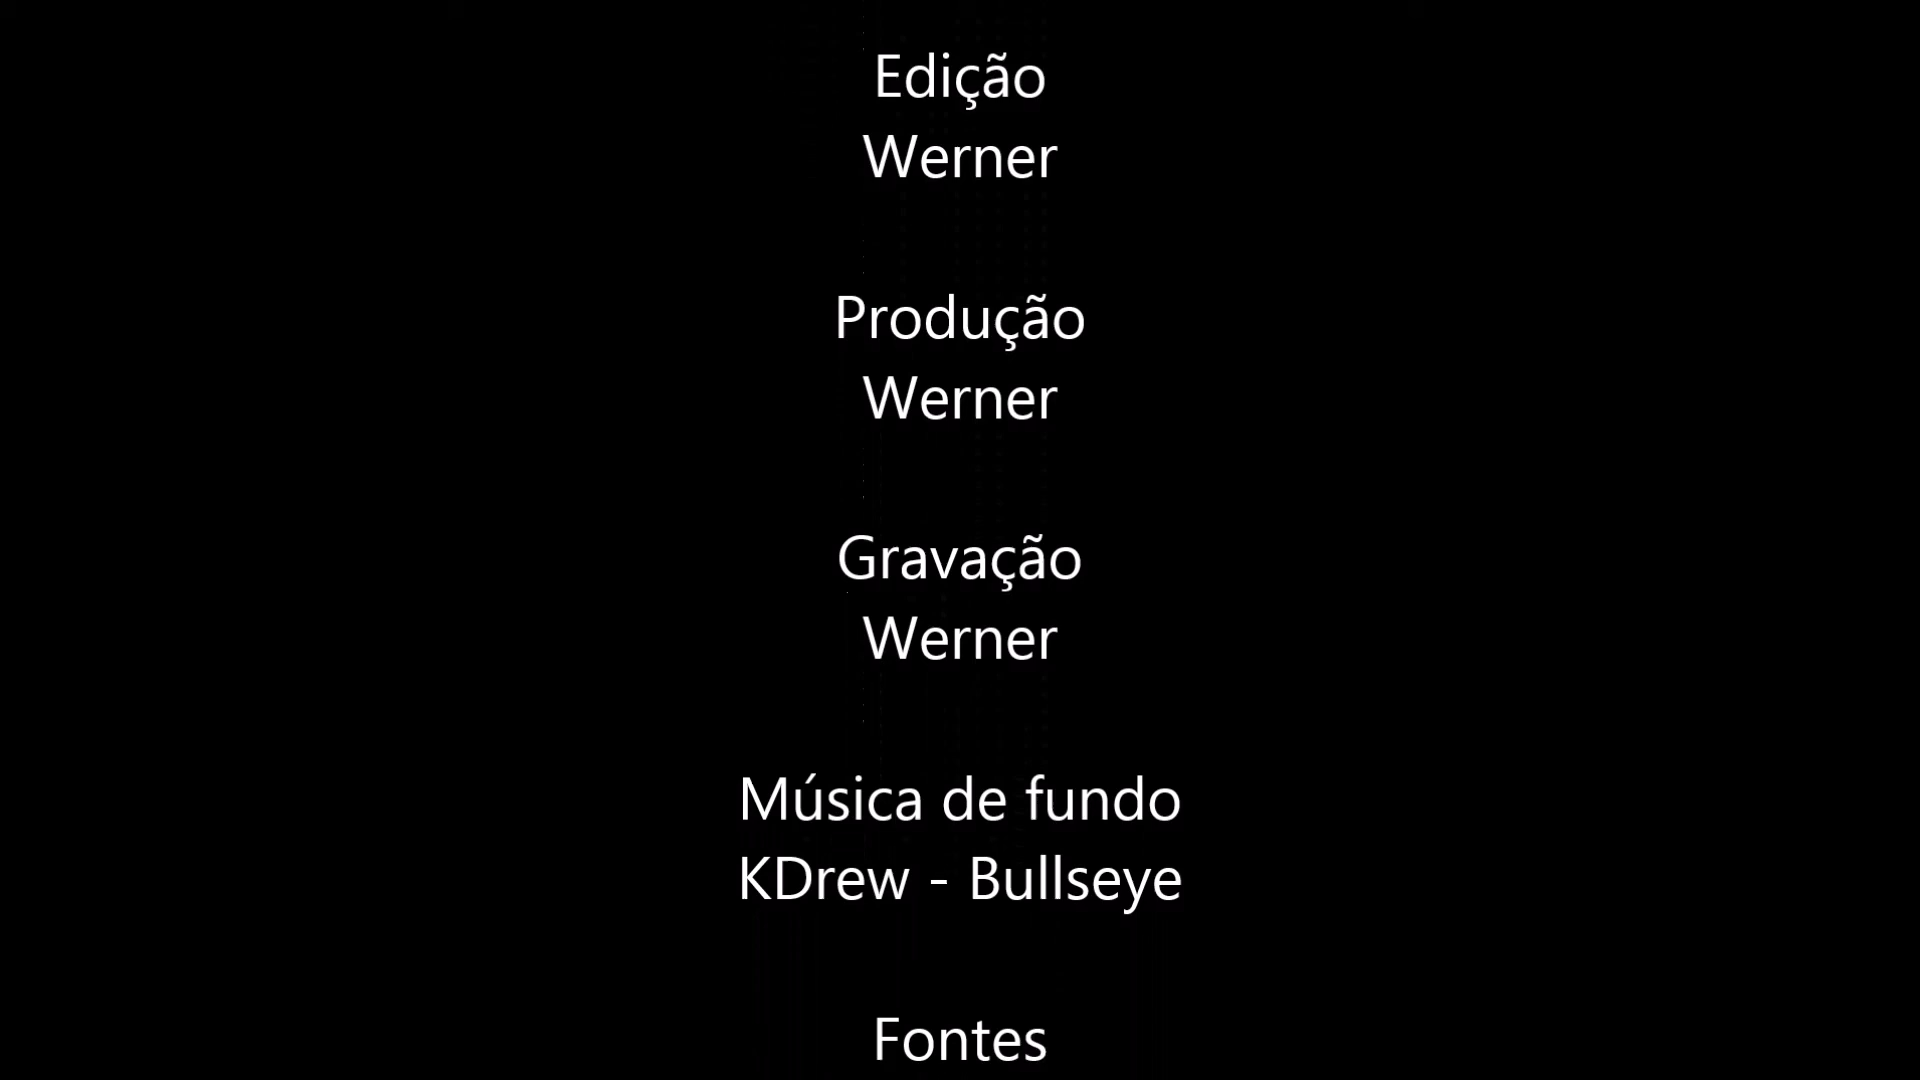 Edição
Werner
Produção
Werner
Gravação
Werner
Música de fundo
KDrew - Bullseye
Fontes